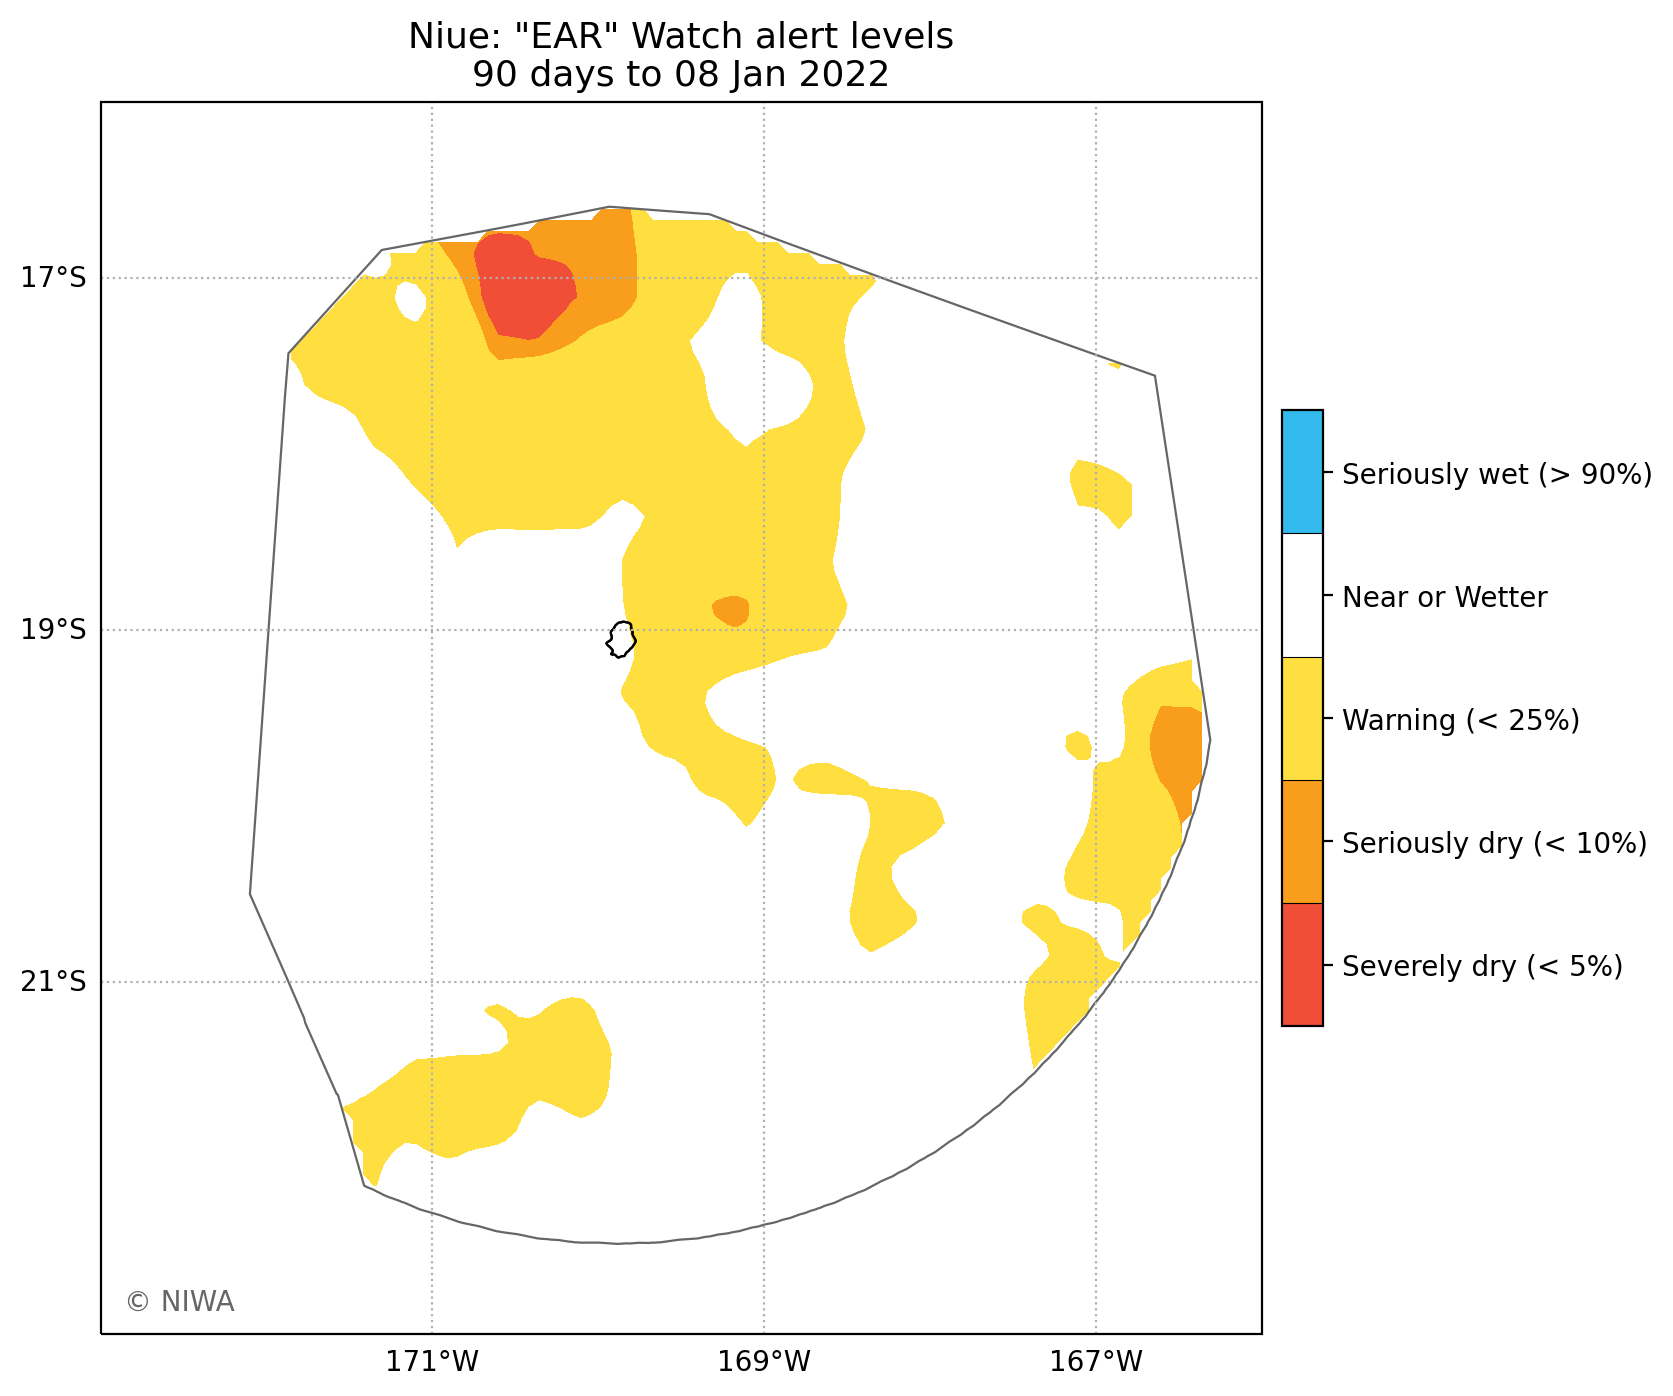 Niue: "EAR" Watch alert levels
90 days to 08 Jan 2022
17°S
19°S
21°S
171°W
169°W
167°W
Seriously wet (> 90%)
Near or Wetter
Warning (< 25%)
Seriously dry (< 10%)
Severely dry (< 5%)
© NIWA